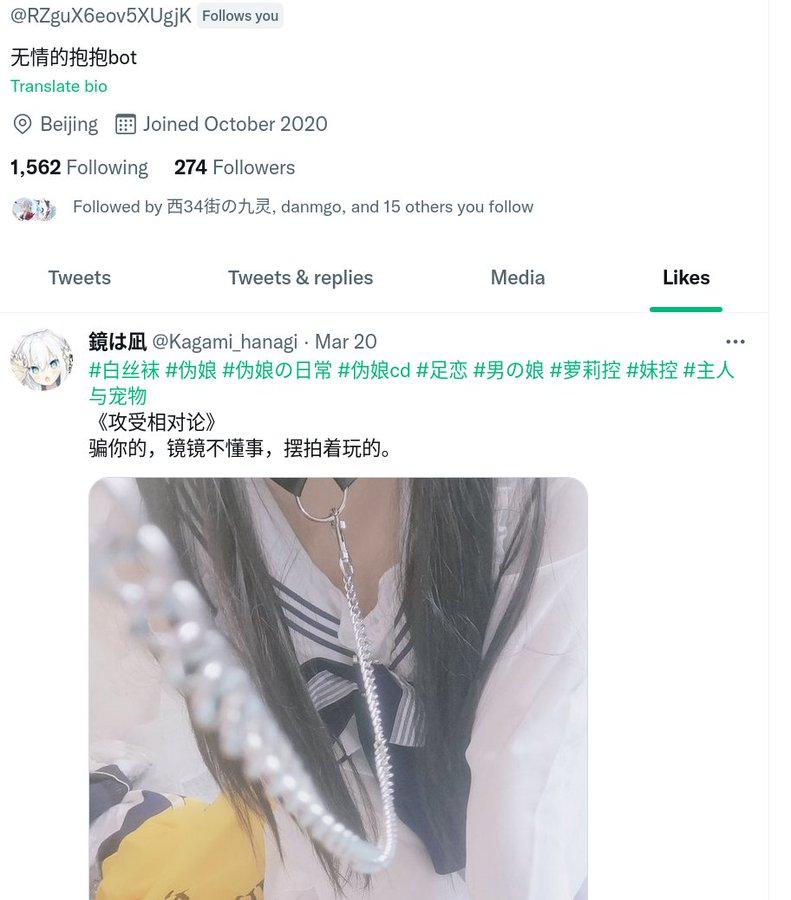 @RZguX6eov5XUgjK Follows you
无情的抱抱bot
Translate bio
Beijing Joined October 2020
1,562 Following 274 Followers
Followed by 西34街の九灵, danmgo, and 15 others you follow
Tweets Tweets & replies Media Likes
鏡は凪 @Kagami_hanagi · Mar 20
#白丝袜 #伪娘 #伪娘の日常 #伪娘cd #足恋 #男の娘 #萝莉控 #妹控 #主人
与宠物
《攻受相对论》
骗你的，镜镜不懂事，摆拍着玩的。